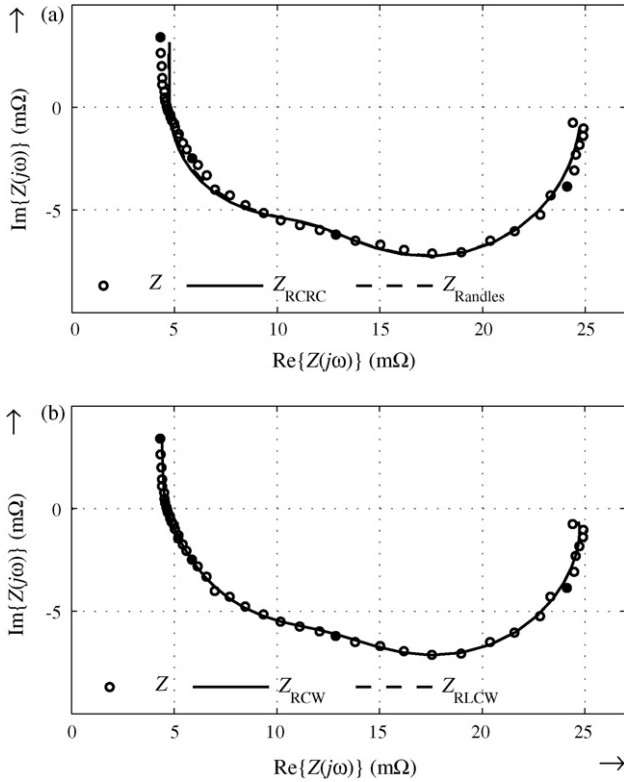 (a)
Im{Z(jω)} (mΩ)
0
-5
Z
Z_RCRC
Z_Randles
0 5 10 15 20 25
Re{Z(jω)} (mΩ)
(b)
Im{Z(jω)} (mΩ)
0
-5
Z
Z_RCW
Z_RLCW
0 5 10 15 20 25
Re{Z(jω)} (mΩ)